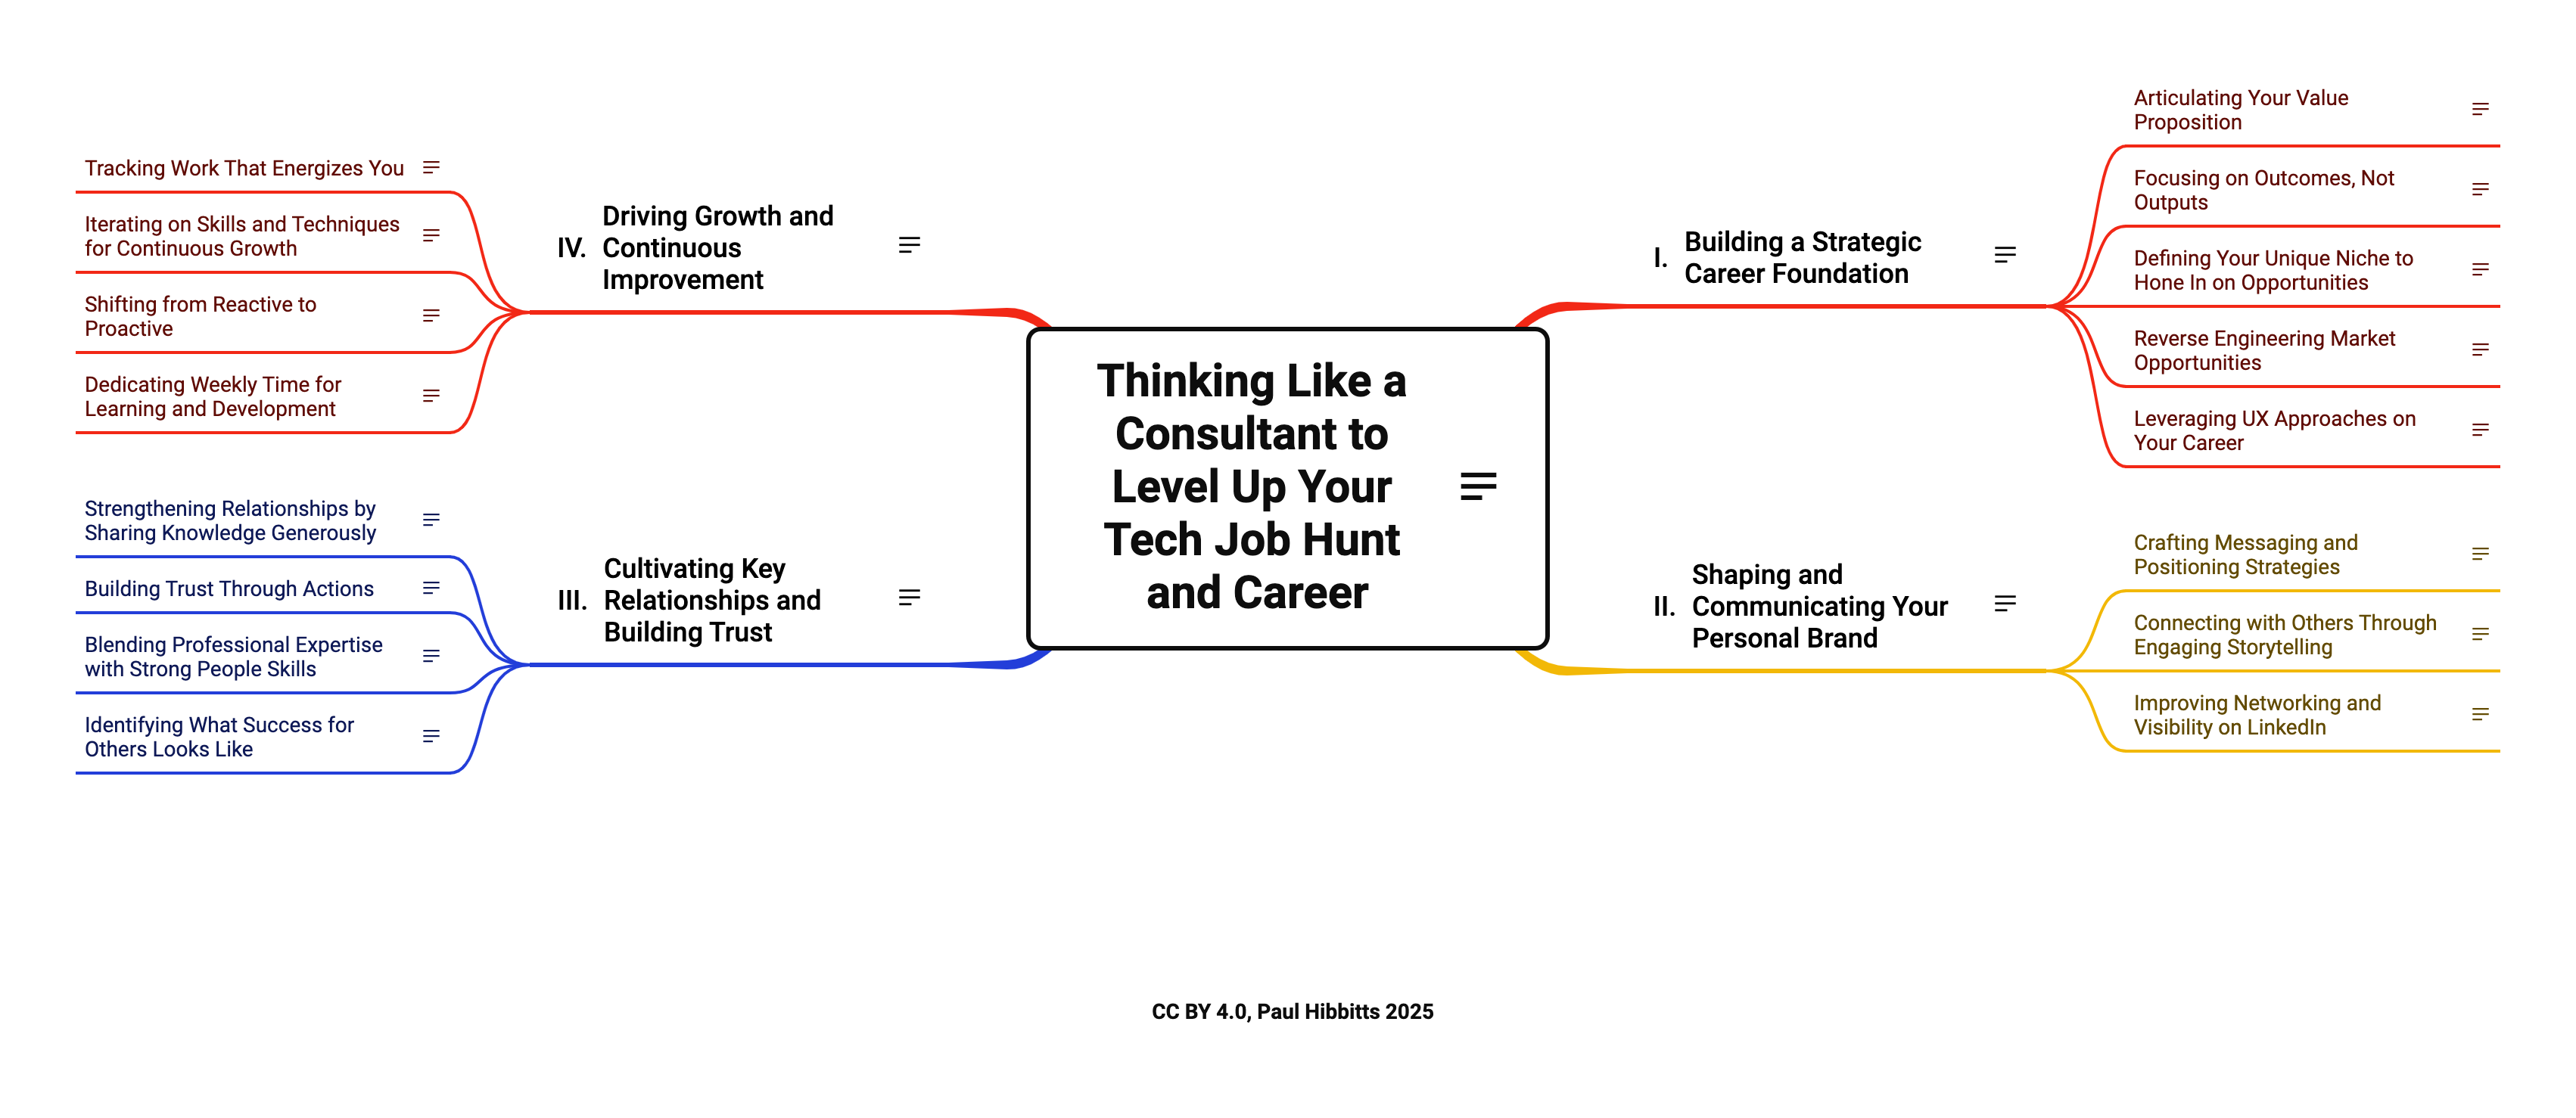 Thinking Like a
Consultant to
Level Up Your
Tech Job Hunt
and Career
I.
Building a Strategic
Career Foundation
Articulating Your Value
Proposition
Focusing on Outcomes, Not
Outputs
Defining Your Unique Niche to
Hone In on Opportunities
Reverse Engineering Market
Opportunities
Leveraging UX Approaches on
Your Career
II.
Shaping and
Communicating Your
Personal Brand
Crafting Messaging and
Positioning Strategies
Connecting with Others Through
Engaging Storytelling
Improving Networking and
Visibility on LinkedIn
III.
Cultivating Key
Relationships and
Building Trust
Strengthening Relationships by
Sharing Knowledge Generously
Building Trust Through Actions
Blending Professional Expertise
with Strong People Skills
Identifying What Success for
Others Looks Like
IV.
Driving Growth and
Continuous
Improvement
Tracking Work That Energizes You
Iterating on Skills and Techniques
for Continuous Growth
Shifting from Reactive to
Proactive
Dedicating Weekly Time for
Learning and Development
CC BY 4.0, Paul Hibbitts 2025